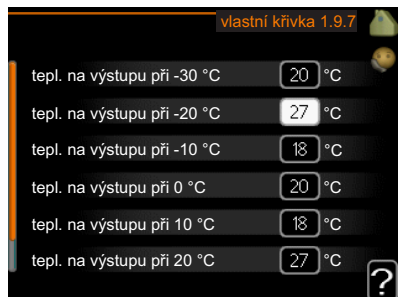 vlastní křivka 1.9.7
tepl. na výstupu při -30 °C 20 °C
tepl. na výstupu při -20 °C 27 °C
tepl. na výstupu při -10 °C 18 °C
tepl. na výstupu při 0 °C 20 °C
tepl. na výstupu při 10 °C 18 °C
tepl. na výstupu při 20 °C 27 °C
?